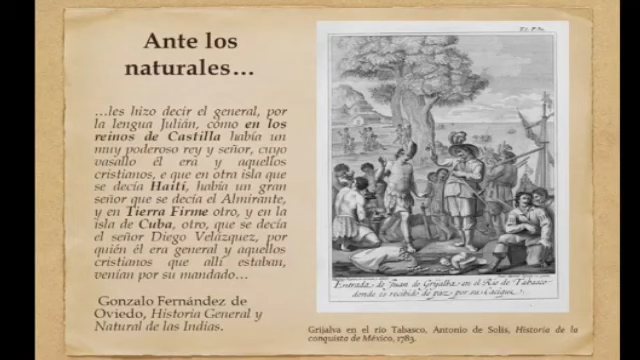 Ante los
naturales...
...les hizo decir el general, por
la lengua Julián, cómo en los
reinos de Castilla había un
muy poderoso rey y señor, cuyo
vasallo él era y aquellos
cristianos, e que en otra isla que
se decía Haití, había un gran
señor que se decía el Almirante,
y en Tierra Firme otro, y en la
isla de Cuba, otro, que se decía
el señor Diego Velázquez, por
quién él era general y aquellos
cristianos que allí estaban,
venían por su mandado...
Gonzalo Fernández de
Oviedo, Historia General y
Natural de las Indias.
Entrada de Juan de Grijalba en el Rio de Tabasco
donde es recibido de paz por su Cacique.
Grijalva en el río Tabasco, Antonio de Solís, Historia de la
conquista de México, 1783.